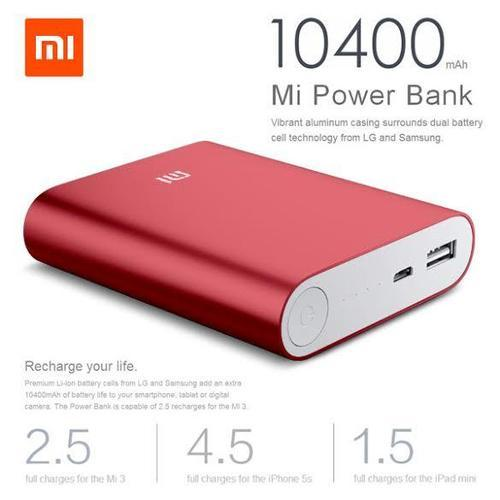 mi
10400 mAh
Mi Power Bank
Vibrant aluminum casing surrounds dual battery
cell technology from LG and Samsung.
mi
Recharge your life.
Premium Li-Ion battery cells from LG and Samsung add an extra
10400mAh of battery life to your smartphone, tablet or digital
camera. The Power Bank is capable of 2.5 recharges for the MI 3.
2.5
full charges for the Mi 3
4.5
full charges for the iPhone 5s
1.5
full charges for the iPad mini